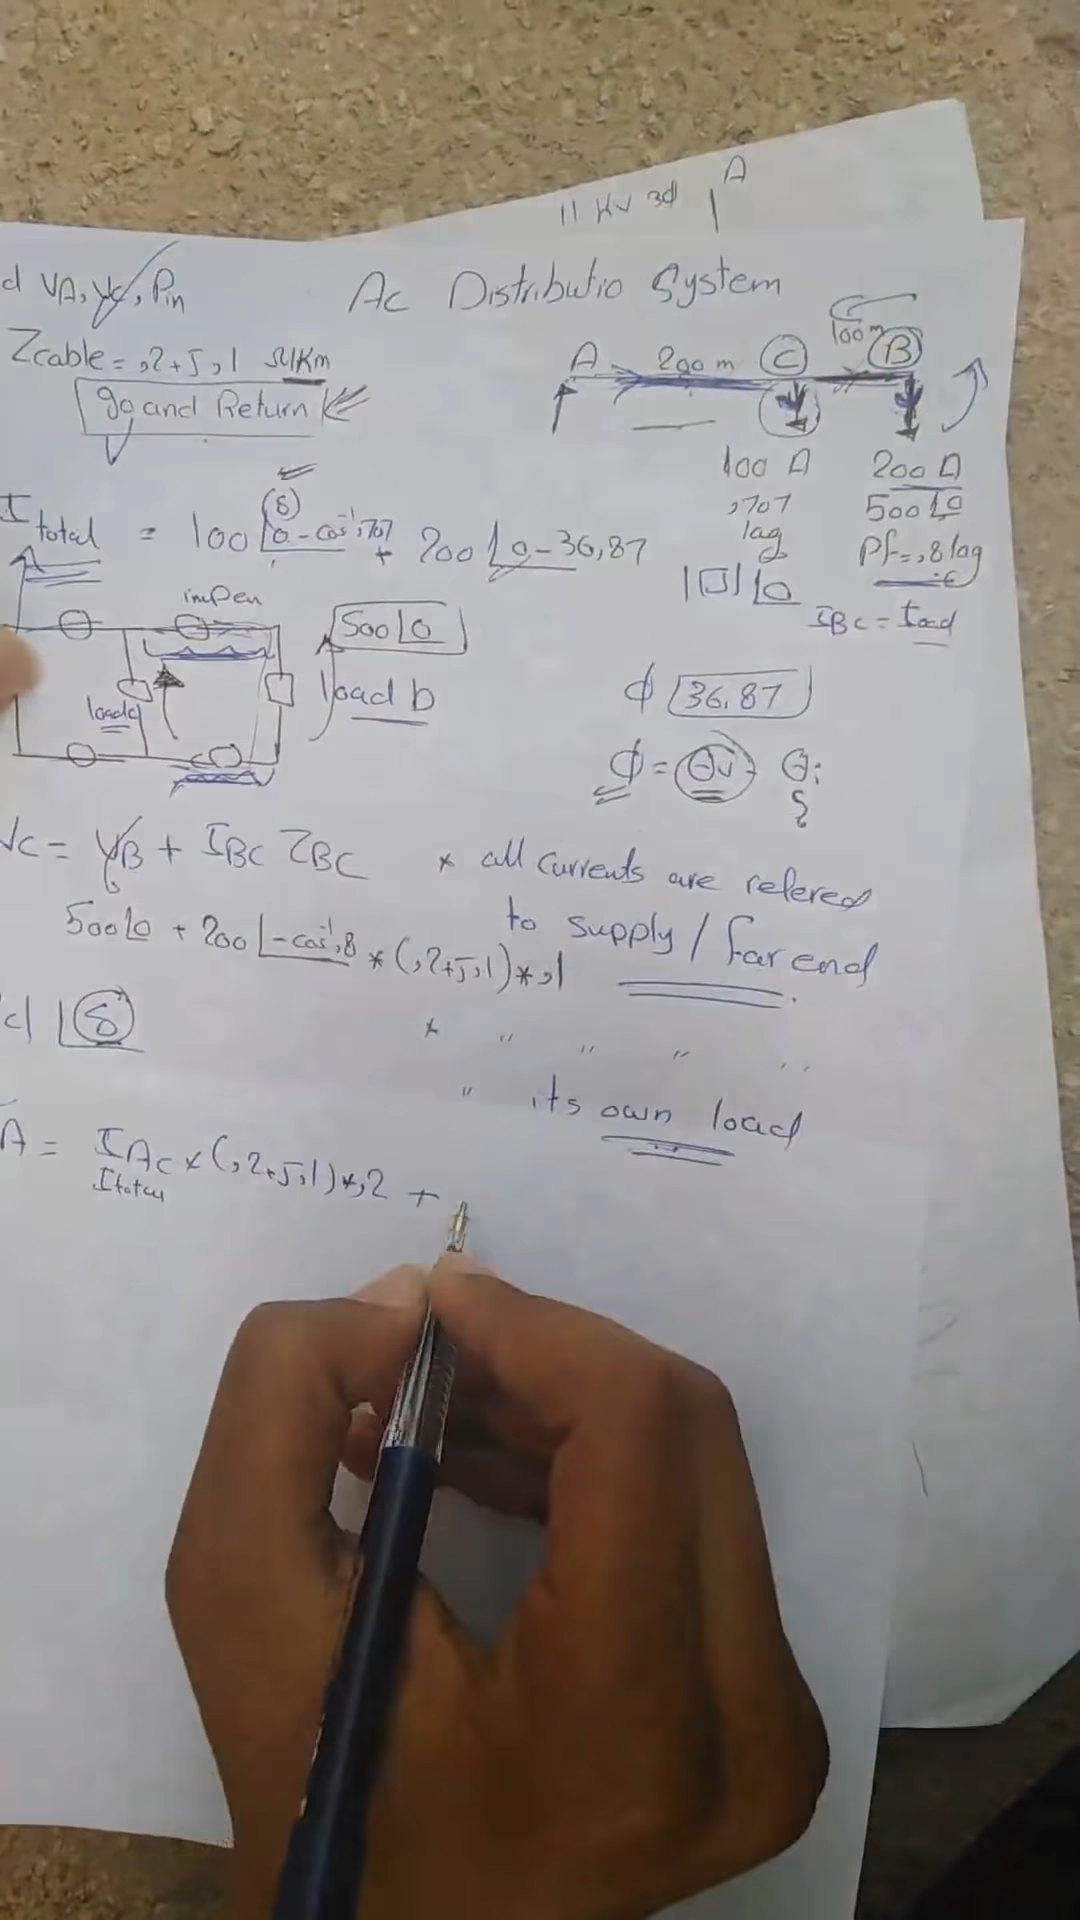 11 KV 3φ
A
d VA, VC, Pin
Ac Distributio System
Zcable = ,2+J,1 Ω/Km
go and Return
A 200 m C 100 m B
100 A
,707
lag
200 A
500∠0
Pf=,8 lag
IBC = Iload
I total = 100∠0-cos⁻¹,707 + 200∠0-36,87
(δ)
impen
500∠0
load b
load c
φ 36,87
φ = θv - θi
Vc = VB + IBC ZBC
500∠0 + 200∠-cos⁻¹,8 * (,2+J,1)*,1
* all currents are refered
to supply / far end
* " " " "
" its own load
∠δ
A = IAC * (,2+J,1)*,2 +
Itotal